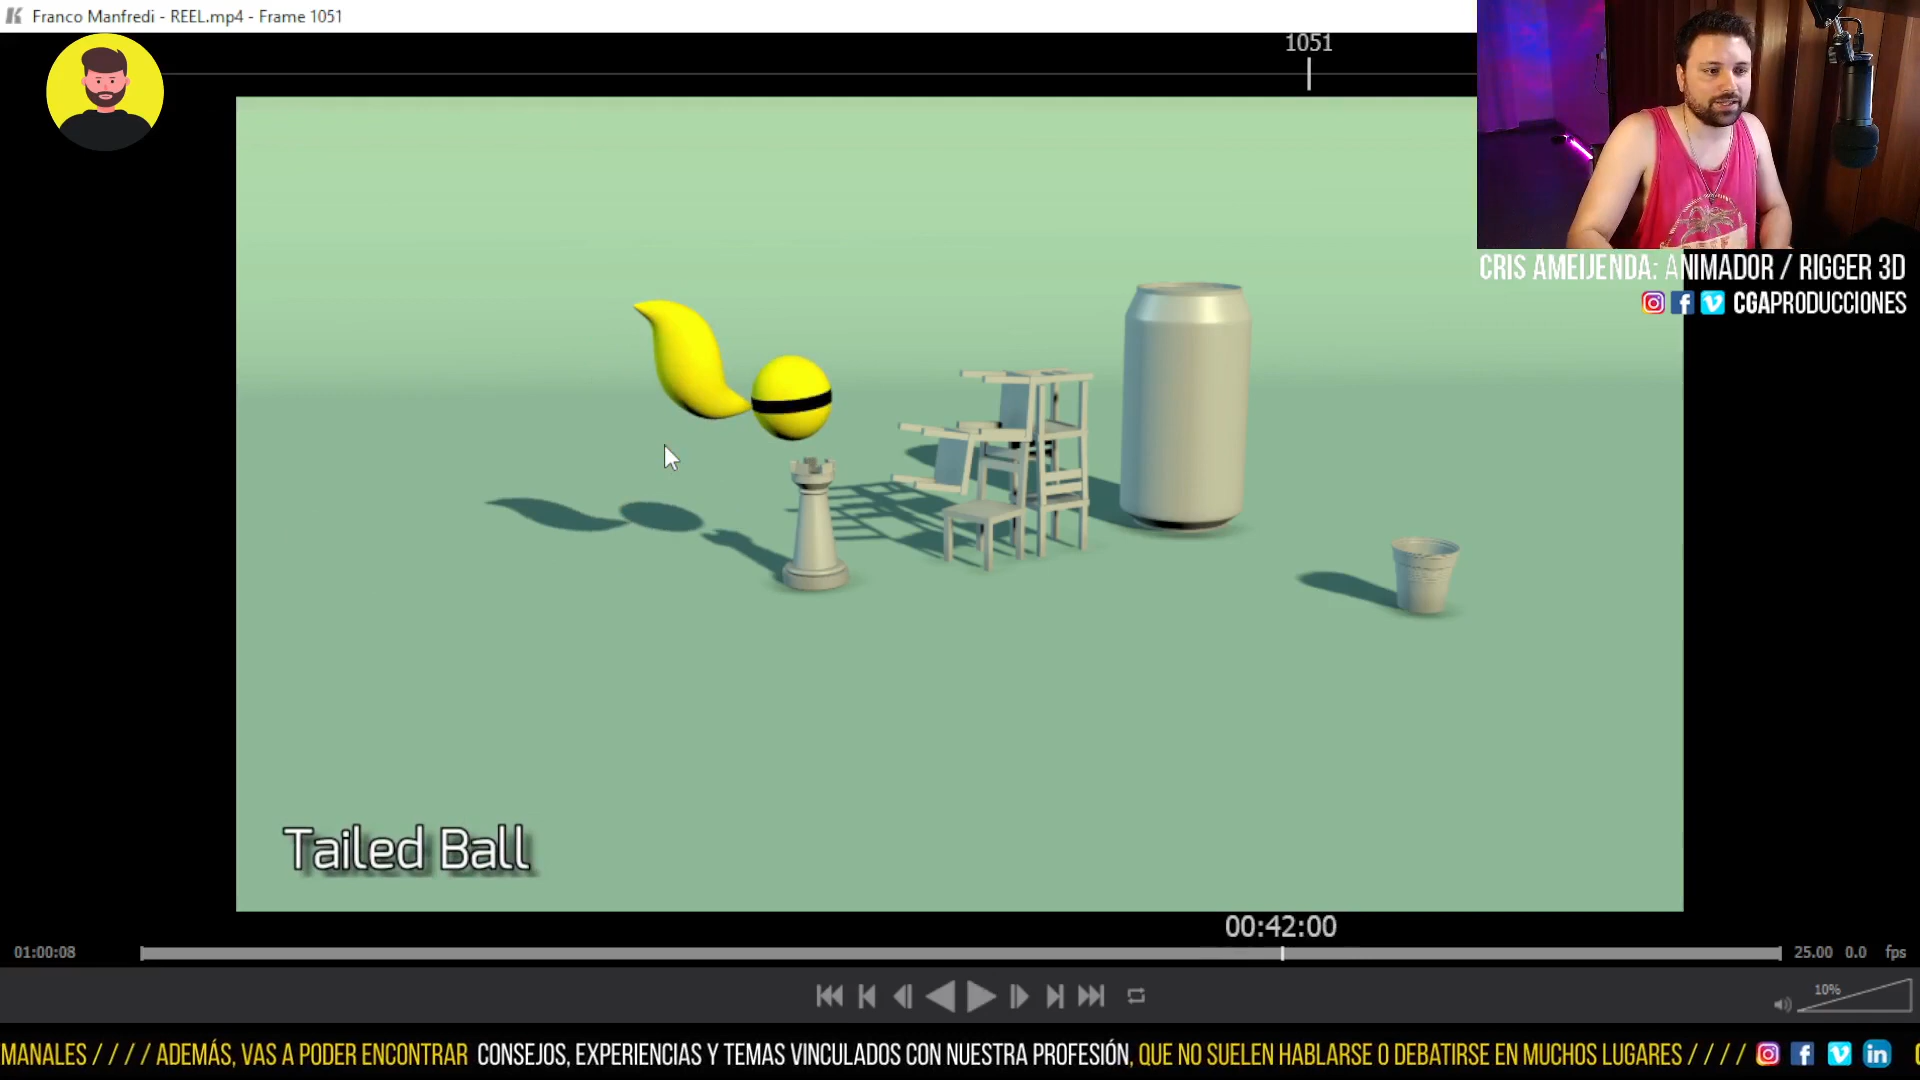 Franco Manfredi - REEL.mp4 - Frame 1051
1051
CRIS AMEIJENDA: ANIMADOR / RIGGER 3D
CGAPRODUCCIONES
Tailed Ball
00:42:00
01:00:08
25.00 0.0 fps
10%
MANALES / / / / ADEMÁS, VAS A PODER ENCONTRAR CONSEJOS, EXPERIENCIAS Y TEMAS VINCULADOS CON NUESTRA PROFESIÓN, QUE NO SUELEN HABLARSE O DEBATIRSE EN MUCHOS LUGARES / / / /